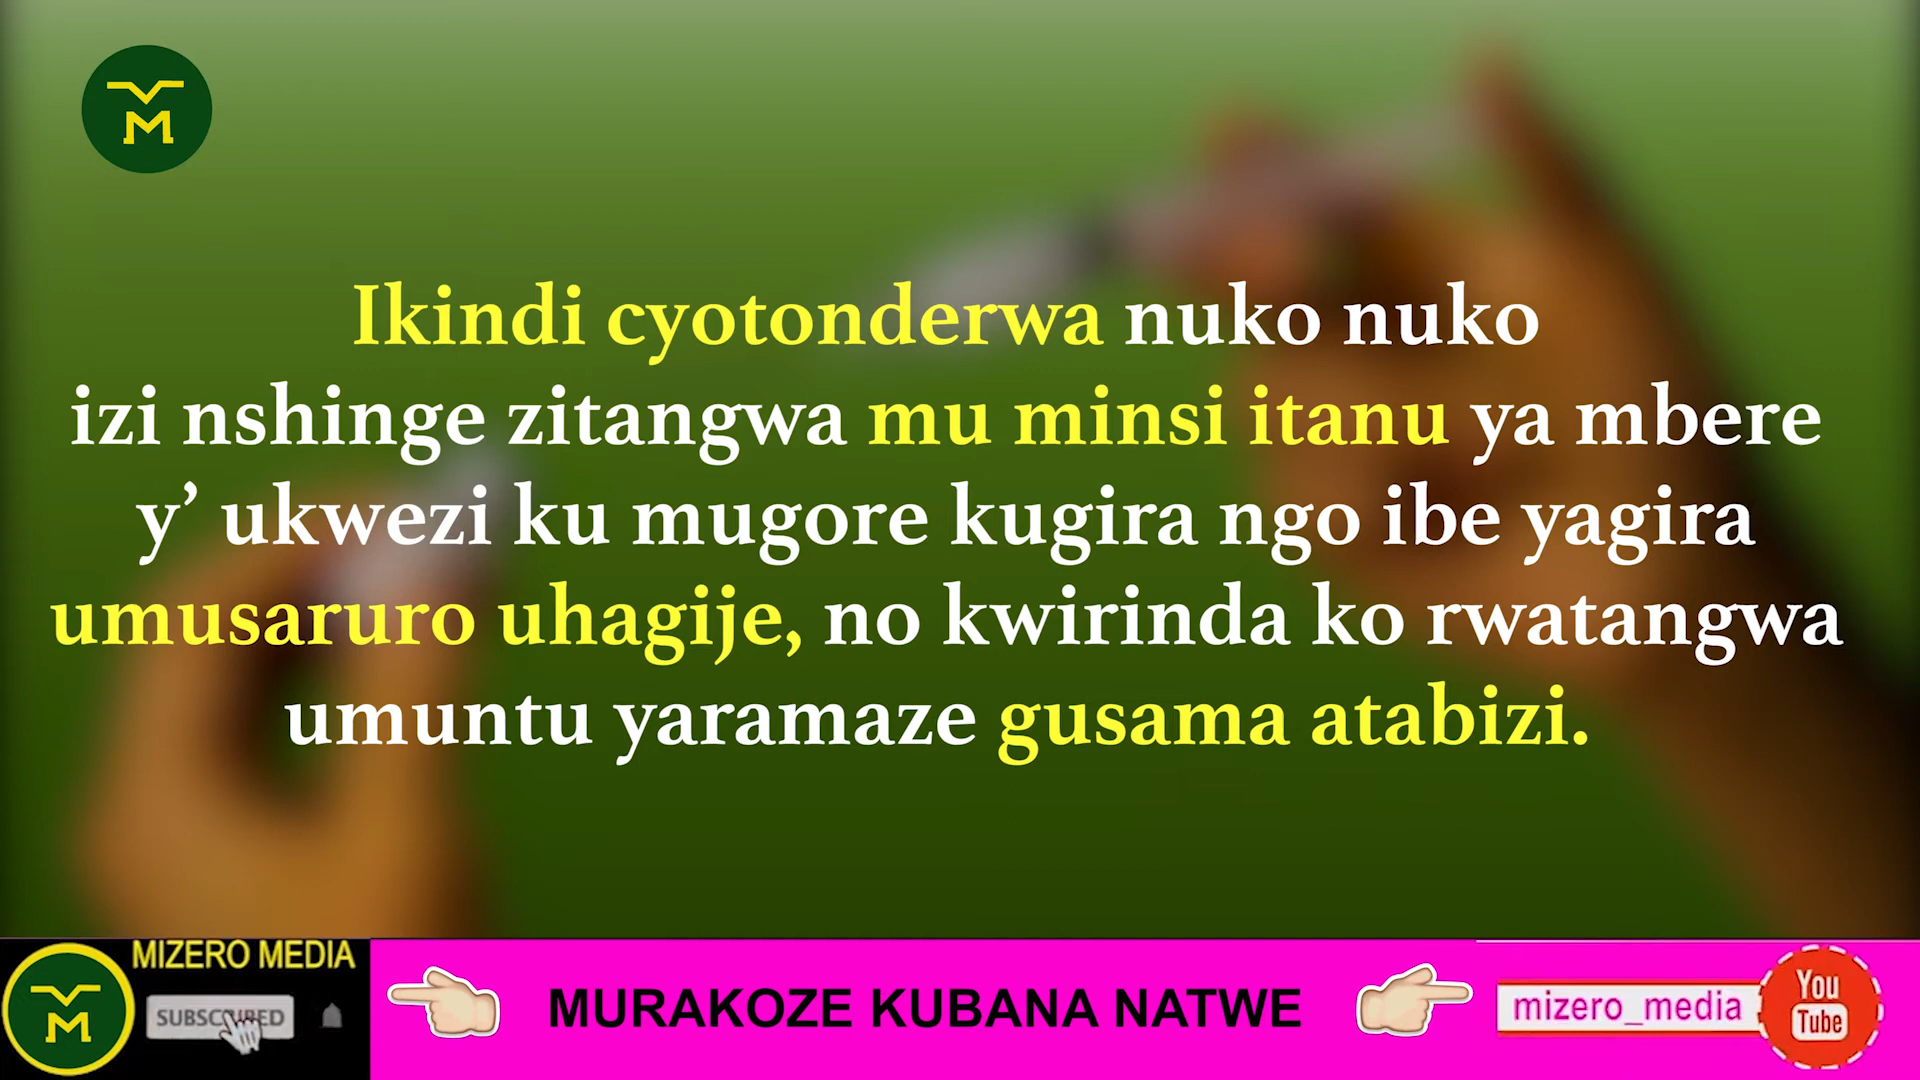 Ikindi cyotonderwa nuko nuko
izi nshinge zitangwa mu minsi itanu ya mbere
y’ ukwezi ku mugore kugira ngo ibe yagira
umusaruro uhagije, no kwirinda ko rwatangwa
umuntu yaramaze gusama atabizi.
MIZERO MEDIA
SUBSCRIBED
MURAKOZE KUBANA NATWE
mizero_media
You
Tube